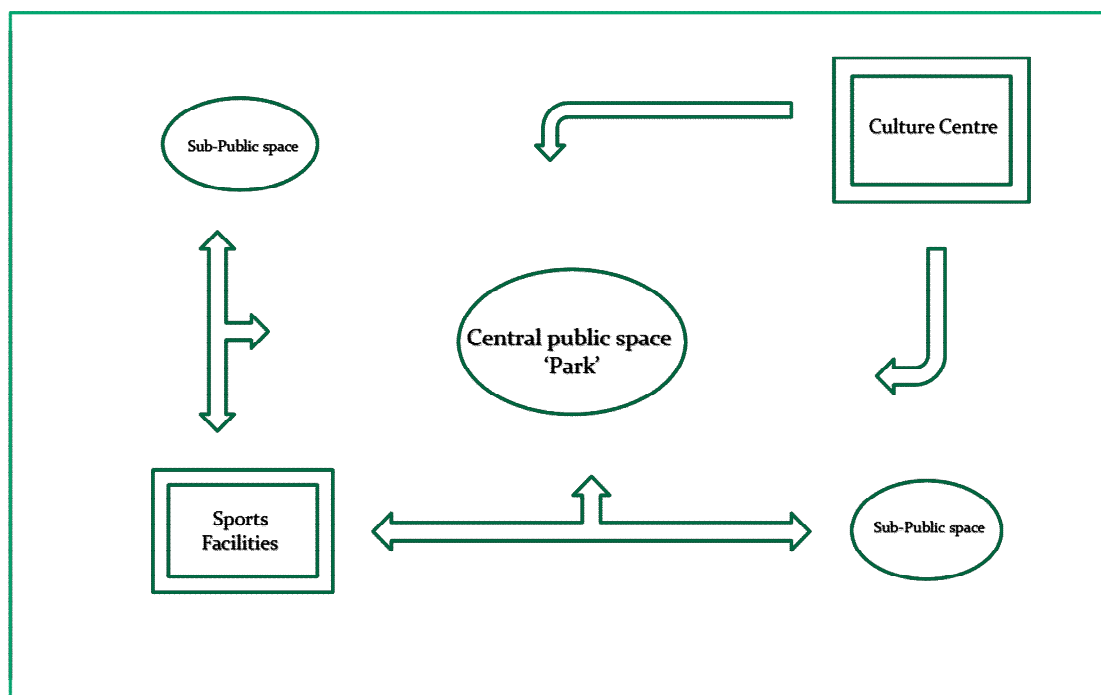 Culture Centre
Sub-Public space
Central public space
‘Park’
Sports
Facilities
Sub-Public space